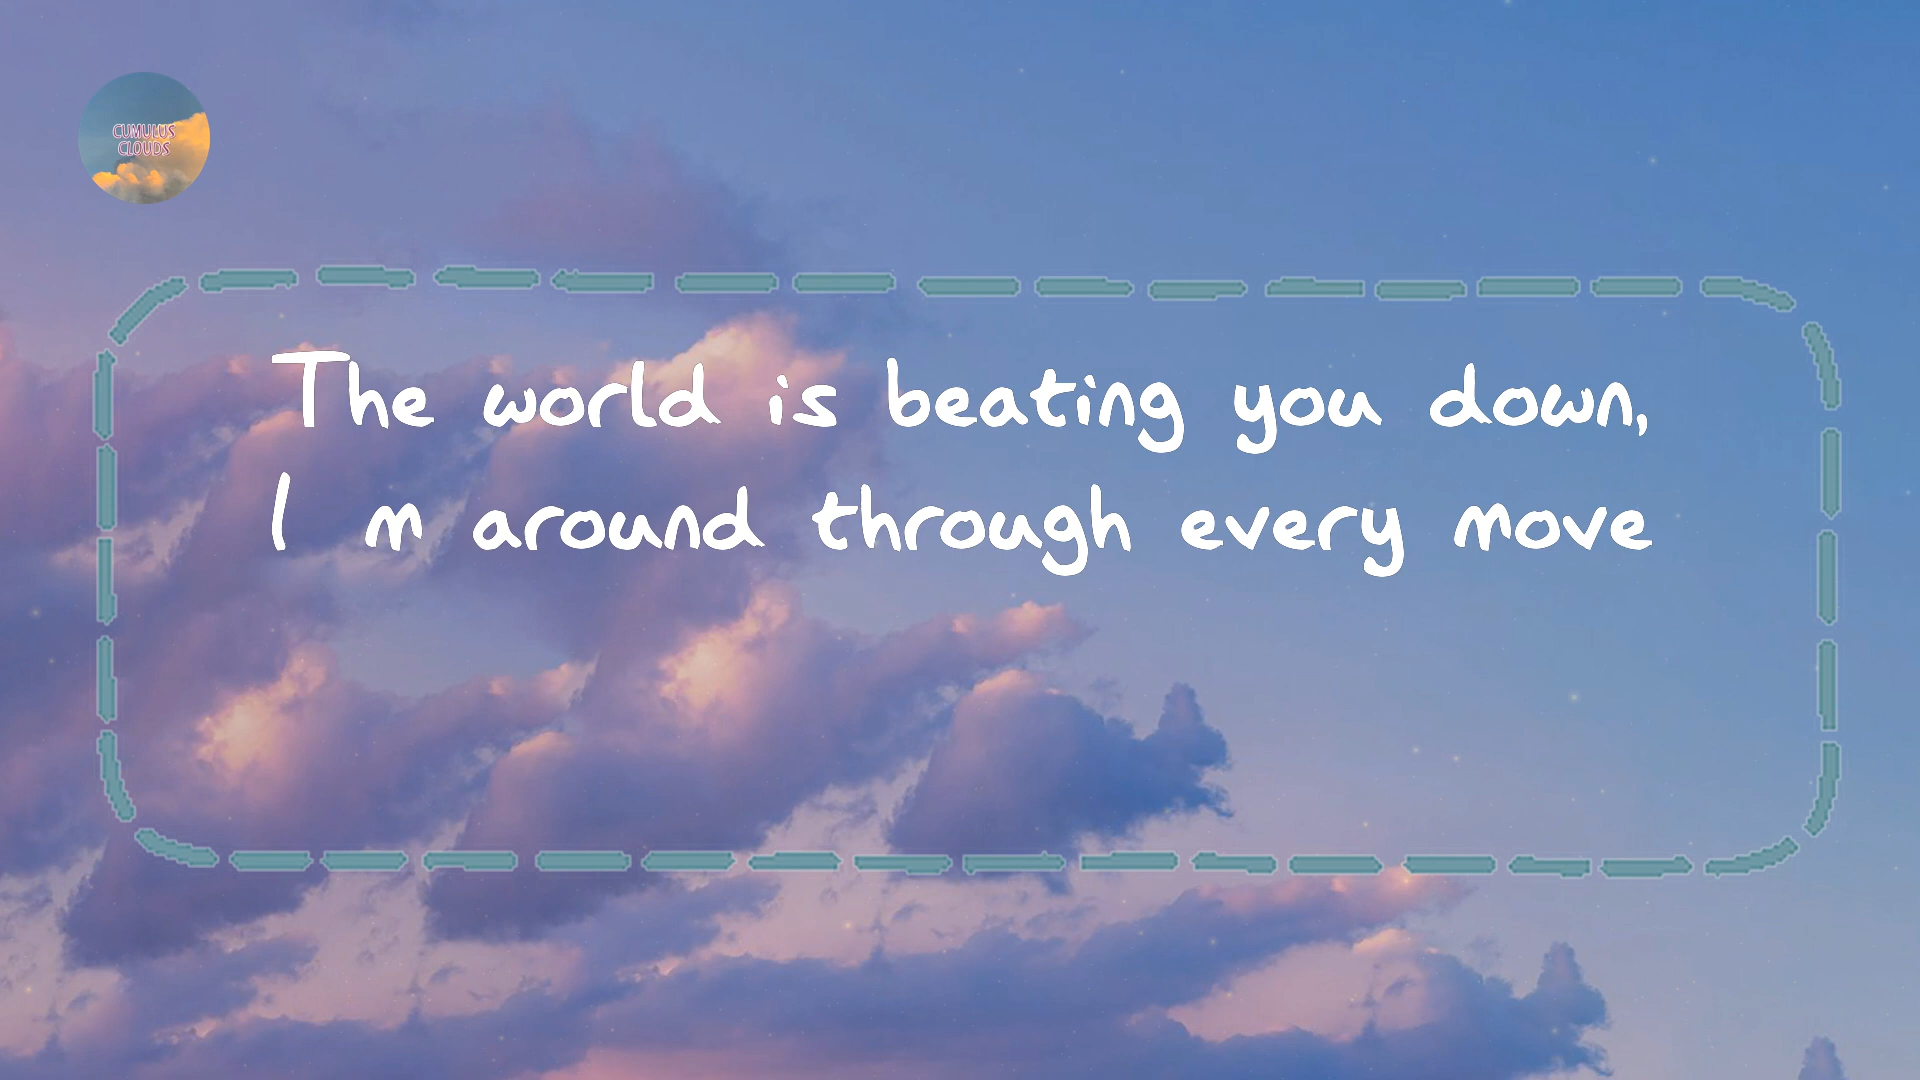 CUMULUS
CLOUDS
The world is beating you down,
I m around through every move